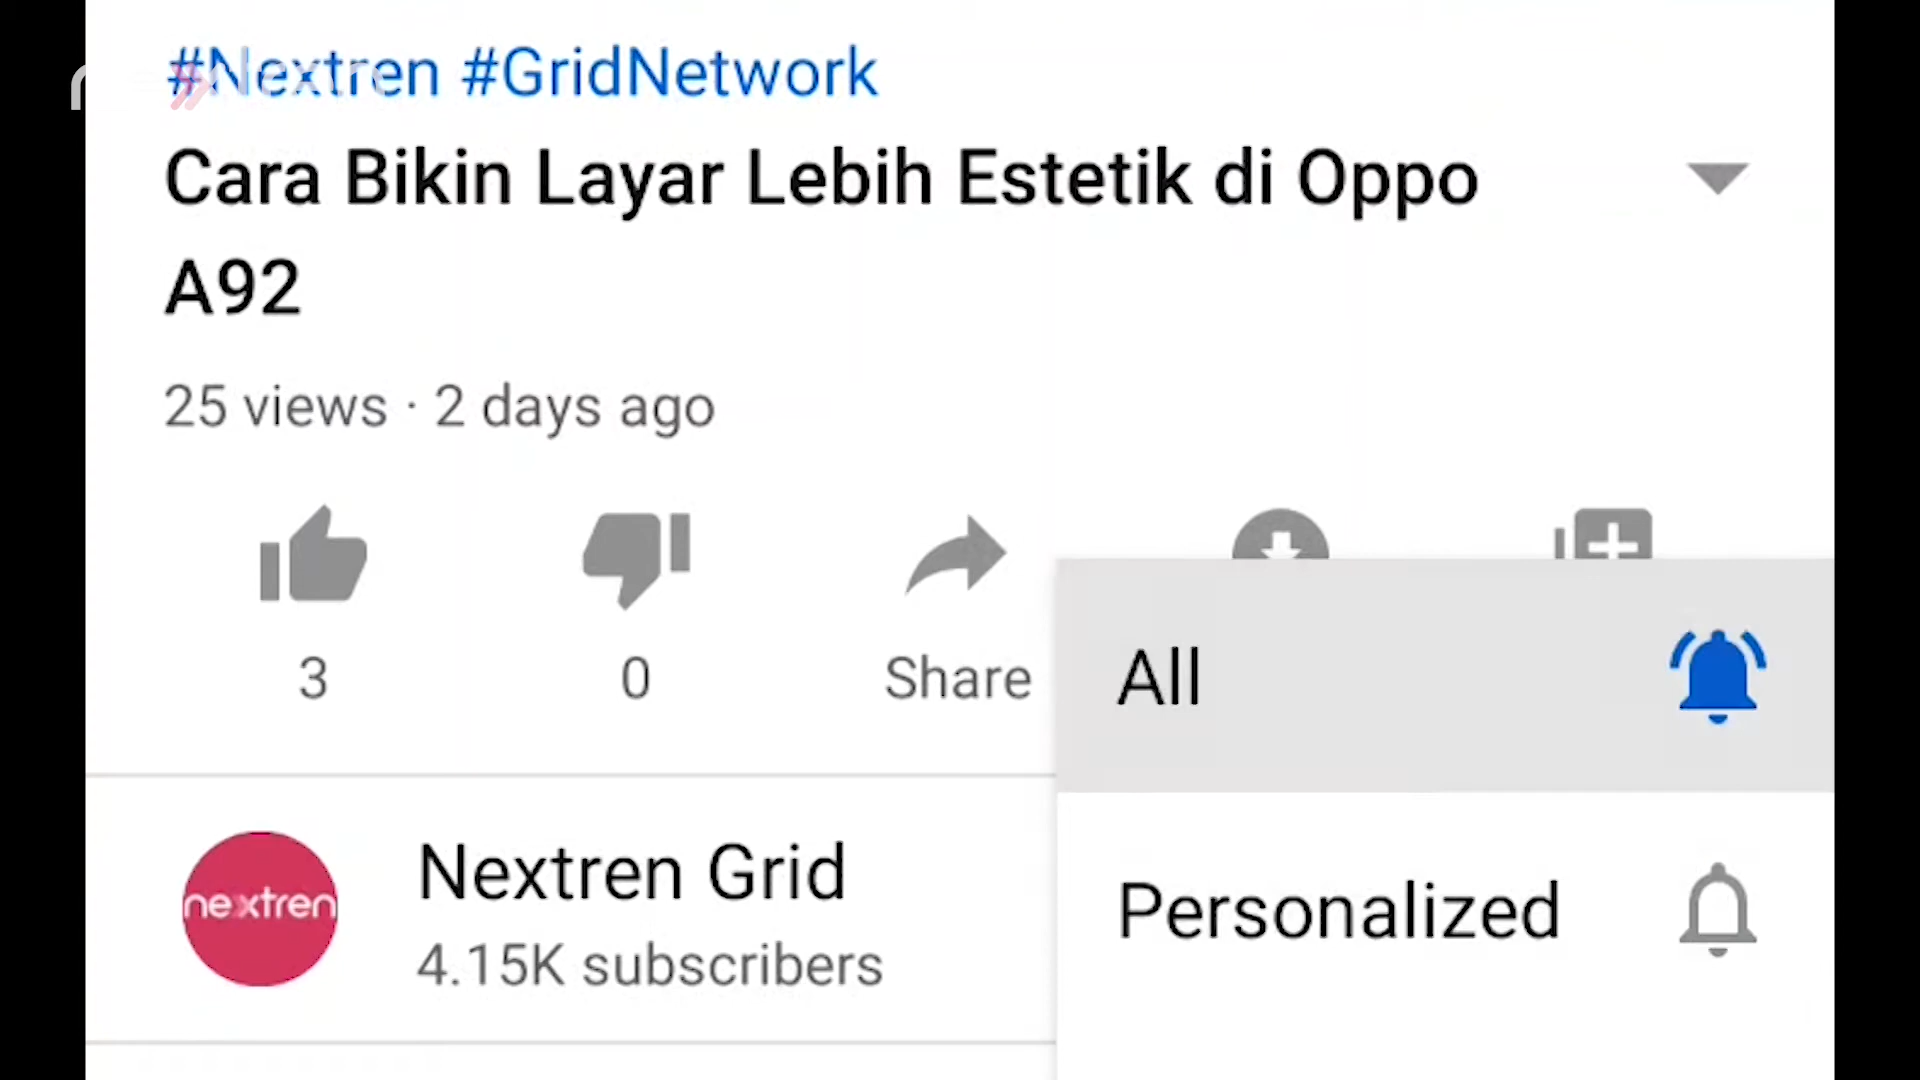 #Nextren #GridNetwork
Cara Bikin Layar Lebih Estetik di Oppo
A92
25 views · 2 days ago
3
0
Share
All
nextren
Nextren Grid
Personalized
4.15K subscribers